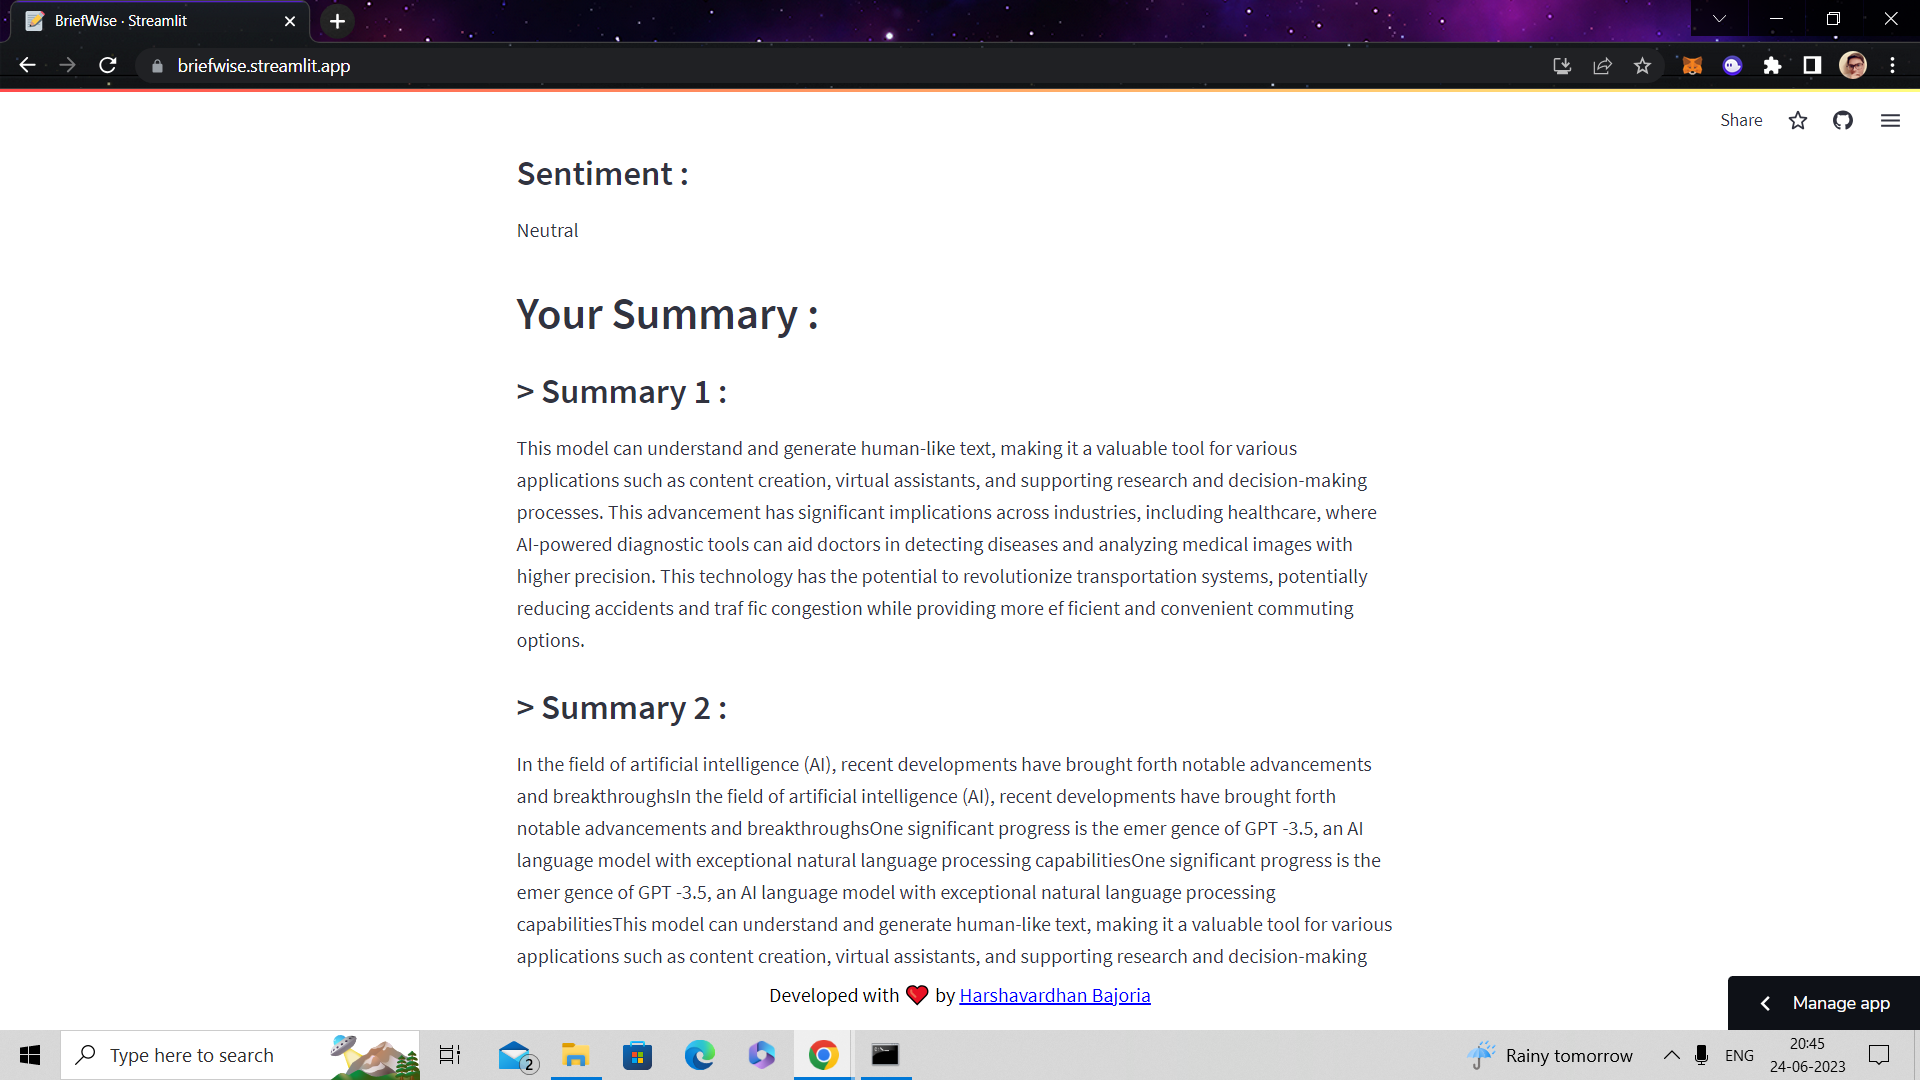 BriefWise · Streamlit
briefwise.streamlit.app
Share
Sentiment :
Neutral
Your Summary :
> Summary 1 :
This model can understand and generate human-like text, making it a valuable tool for various
applications such as content creation, virtual assistants, and supporting research and decision-making
processes. This advancement has significant implications across industries, including healthcare, where
AI-powered diagnostic tools can aid doctors in detecting diseases and analyzing medical images with
higher precision. This technology has the potential to revolutionize transportation systems, potentially
reducing accidents and traf fic congestion while providing more ef ficient and convenient commuting
options.
> Summary 2 :
In the field of artificial intelligence (AI), recent developments have brought forth notable advancements
and breakthroughsIn the field of artificial intelligence (AI), recent developments have brought forth
notable advancements and breakthroughsOne significant progress is the emer gence of GPT -3.5, an AI
language model with exceptional natural language processing capabilitiesOne significant progress is the
emer gence of GPT -3.5, an AI language model with exceptional natural language processing
capabilitiesThis model can understand and generate human-like text, making it a valuable tool for various
applications such as content creation, virtual assistants, and supporting research and decision-making
Developed with ❤ by Harshavardhan Bajoria
Manage app
Type here to search
2
Rainy tomorrow
ENG
20:45
24-06-2023